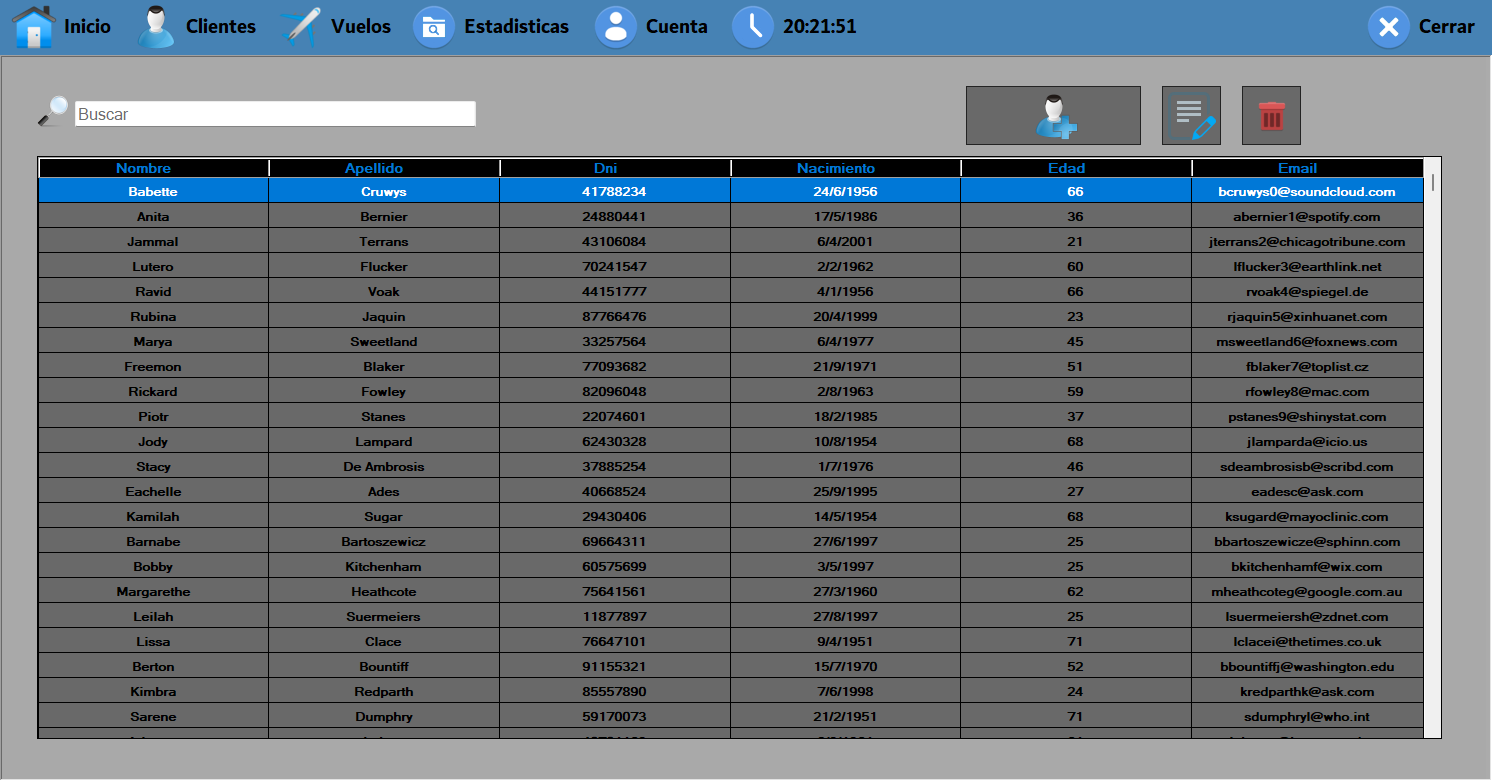 Inicio Clientes Vuelos Estadisticas Cuenta 20:21:51 Cerrar
Buscar
Nombre Apellido Dni Nacimiento Edad Email
Babette Cruwys 41788234 24/6/1956 66 bcruwys0@soundcloud.com
Anita Bernier 24880441 17/5/1986 36 abernier1@spotify.com
Jammal Terrans 43106084 6/4/2001 21 jterrans2@chicagotribune.com
Lutero Flucker 70241547 2/2/1962 60 lflucker3@earthlink.net
Ravid Voak 44151777 4/1/1956 66 rvoak4@spiegel.de
Rubina Jaquin 87766476 20/4/1999 23 rjaquin5@xinhuanet.com
Marya Sweetland 33257564 6/4/1977 45 msweetland6@foxnews.com
Freemon Blaker 77093682 21/9/1971 51 fblaker7@toplist.cz
Rickard Fowley 82096048 2/8/1963 59 rfowley8@mac.com
Piotr Stanes 22074601 18/2/1985 37 pstanes9@shinystat.com
Jody Lampard 62430328 10/8/1954 68 jlamparda@icio.us
Stacy De Ambrosis 37885254 1/7/1976 46 sdeambrosisb@scribd.com
Eachelle Ades 40668524 25/9/1995 27 eadesc@ask.com
Kamilah Sugar 29430406 14/5/1954 68 ksugard@mayoclinic.com
Barnabe Bartoszewicz 69664311 27/6/1997 25 bbartoszewicze@sphinn.com
Bobby Kitchenham 60575699 3/5/1997 25 bkitchenhamf@wix.com
Margarethe Heathcote 75641561 27/3/1960 62 mheathcoteg@google.com.au
Leilah Suermeiers 11877897 27/8/1997 25 lsuermeiersh@zdnet.com
Lissa Clace 76647101 9/4/1951 71 lclacei@thetimes.co.uk
Berton Bountiff 91155321 15/7/1970 52 bbountiffj@washington.edu
Kimbra Redparth 85557890 7/6/1998 24 kredparthk@ask.com
Sarene Dumphry 59170073 21/2/1951 71 sdumphryl@who.int